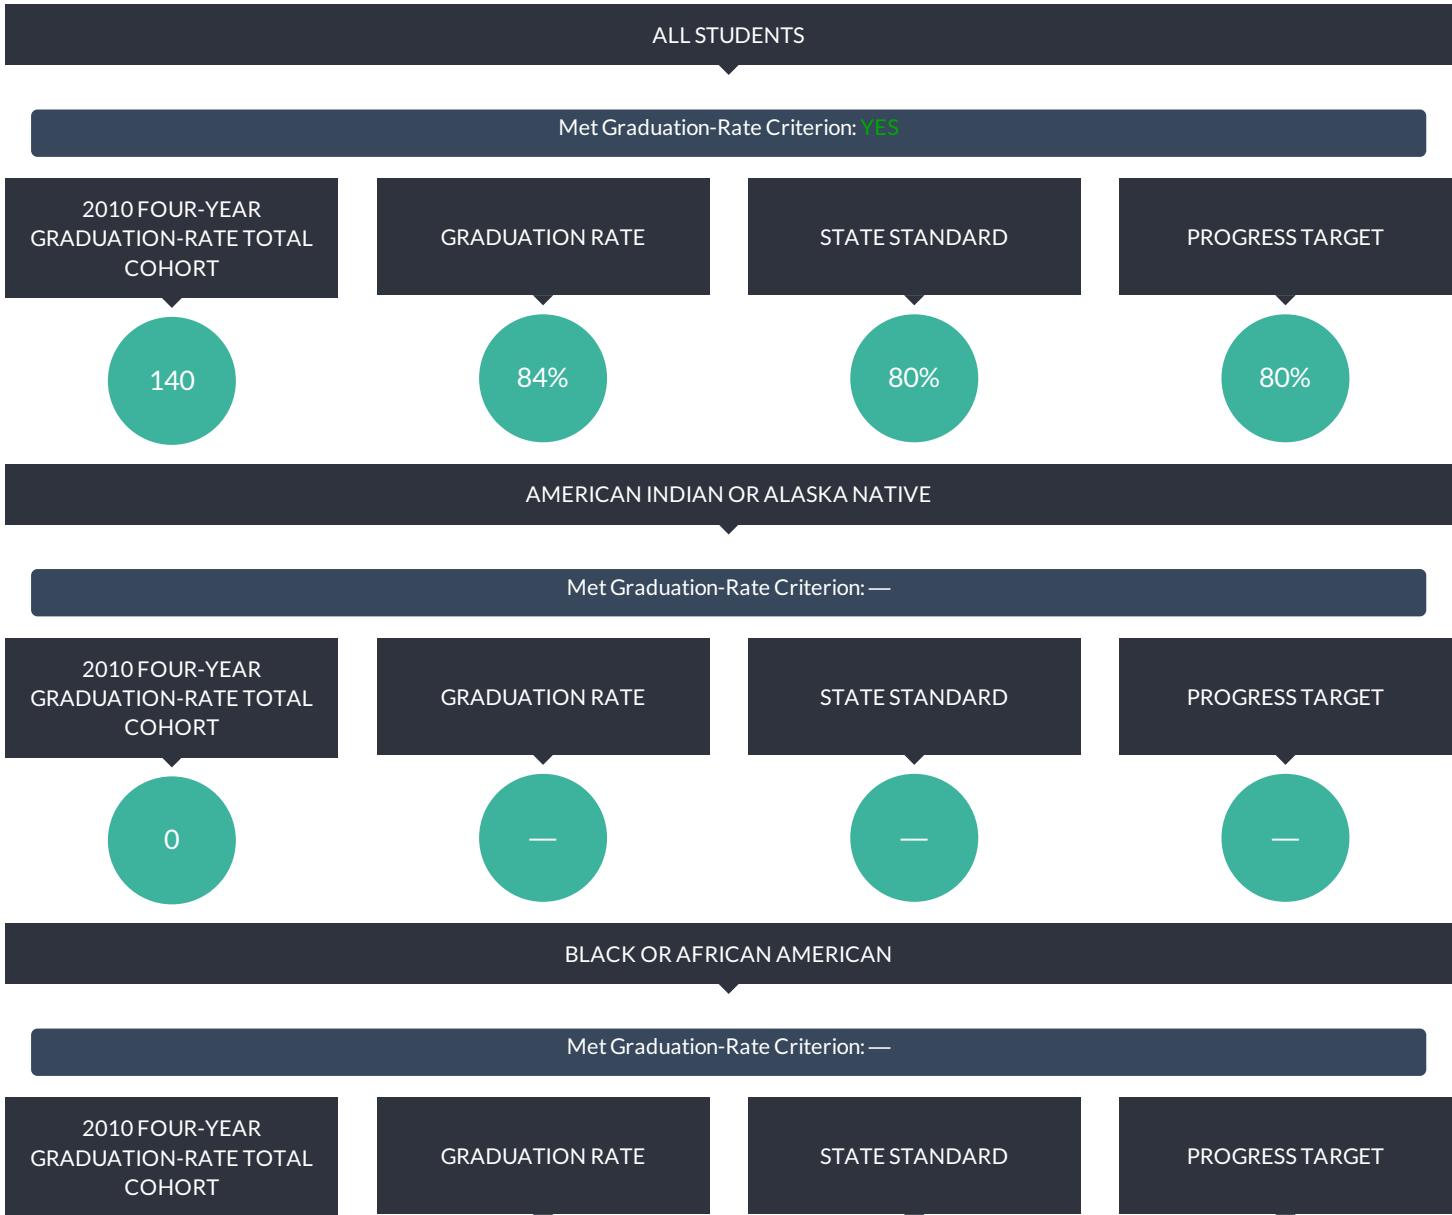 ALL STUDENTS
Met Graduation-Rate Criterion: YES
2010 FOUR-YEAR
GRADUATION-RATE TOTAL
COHORT
GRADUATION RATE
STATE STANDARD
PROGRESS TARGET
140
84%
80%
80%
AMERICAN INDIAN OR ALASKA NATIVE
Met Graduation-Rate Criterion: —
2010 FOUR-YEAR
GRADUATION-RATE TOTAL
COHORT
GRADUATION RATE
STATE STANDARD
PROGRESS TARGET
0
—
—
—
BLACK OR AFRICAN AMERICAN
Met Graduation-Rate Criterion: —
2010 FOUR-YEAR
GRADUATION-RATE TOTAL
COHORT
GRADUATION RATE
STATE STANDARD
PROGRESS TARGET